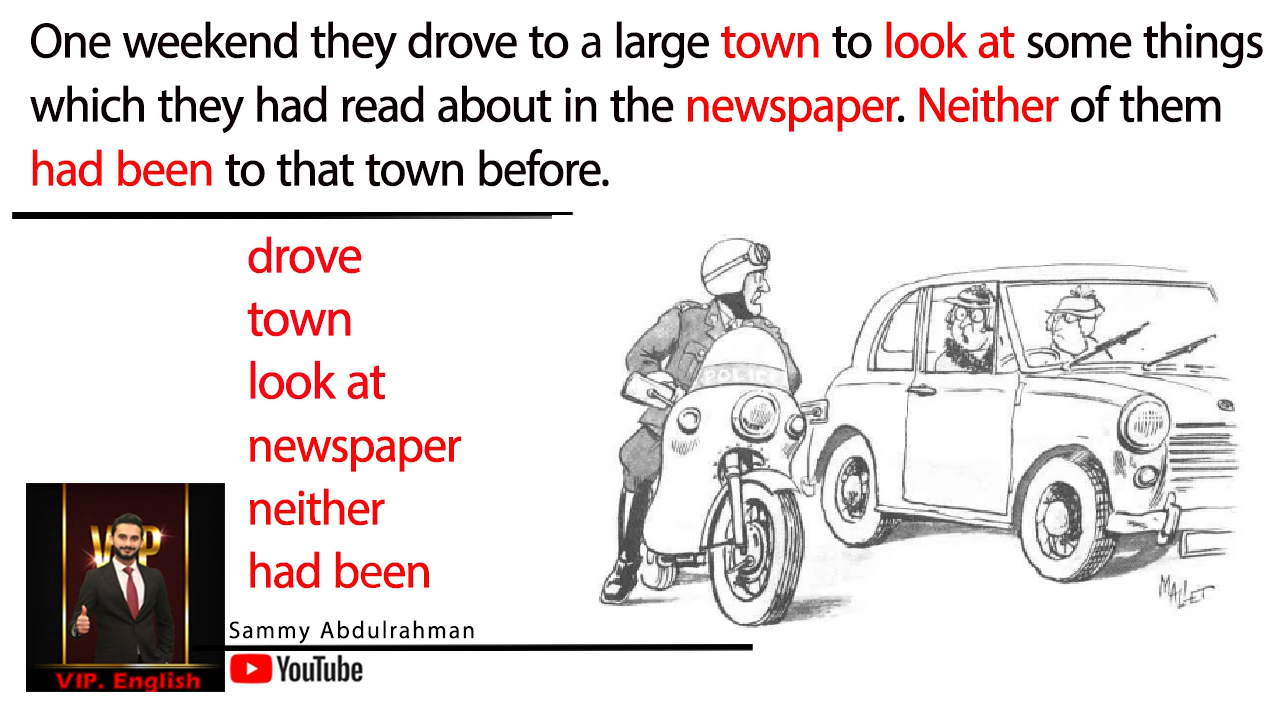 One weekend they drove to a large town to look at some things
which they had read about in the newspaper. Neither of them
had been to that town before.
drove
town
look at
newspaper
neither
had been
POLICE
MALLET
VIP
Sammy Abdulrahman
YouTube
VIP. English